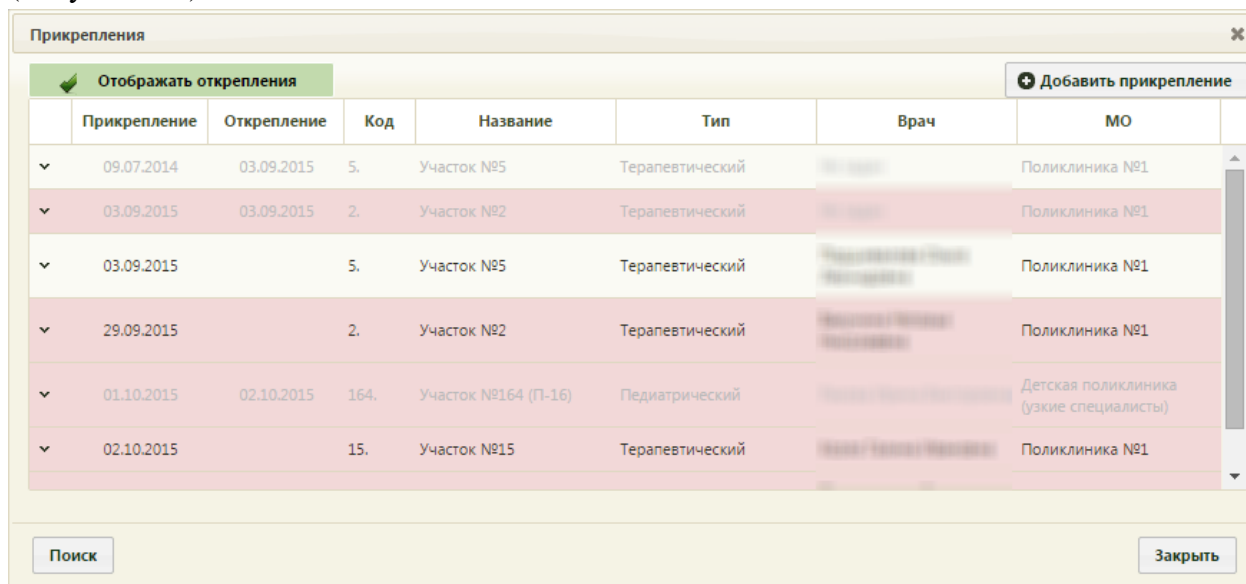 Прикрепления
Отображать открепления
Добавить прикрепление
Прикрепление Открепление Код Название Тип Врач МО
09.07.2014 03.09.2015 5. Участок №5 Терапевтический Поликлиника №1
03.09.2015 03.09.2015 2. Участок №2 Терапевтический Поликлиника №1
03.09.2015 5. Участок №5 Терапевтический Поликлиника №1
29.09.2015 2. Участок №2 Терапевтический Поликлиника №1
01.10.2015 02.10.2015 164. Участок №164 (П-16) Педиатрический Детская поликлиника
(узкие специалисты)
02.10.2015 15. Участок №15 Терапевтический Поликлиника №1
Поиск Закрыть